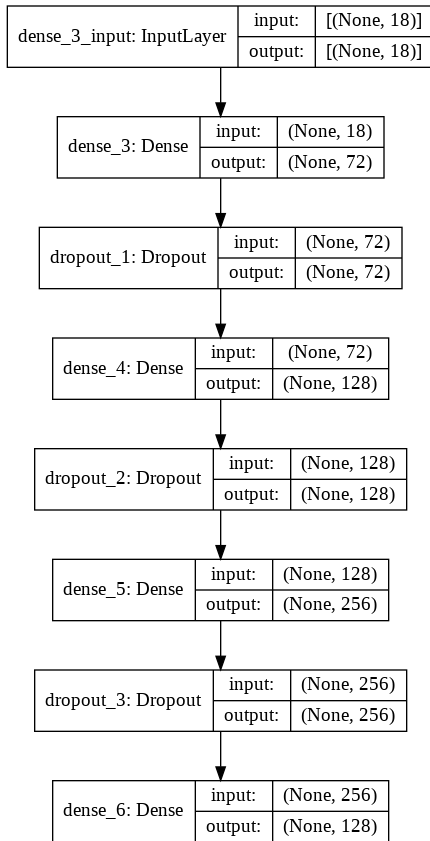 dense_3_input: InputLayer input: [(None, 18)]
output: [(None, 18)]
dense_3: Dense input: (None, 18)
output: (None, 72)
dropout_1: Dropout input: (None, 72)
output: (None, 72)
dense_4: Dense input: (None, 72)
output: (None, 128)
dropout_2: Dropout input: (None, 128)
output: (None, 128)
dense_5: Dense input: (None, 128)
output: (None, 256)
dropout_3: Dropout input: (None, 256)
output: (None, 256)
dense_6: Dense input: (None, 256)
output: (None, 128)